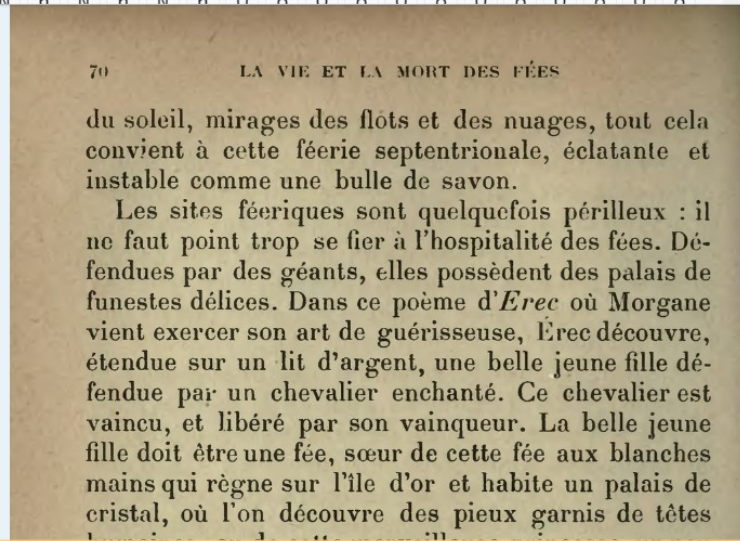 70
LA VIE ET LA MORT DES FÉES
du soleil, mirages des flots et des nuages, tout cela
convient à cette féerie septentrionale, éclatante et
instable comme une bulle de savon.
Les sites féeriques sont quelquefois périlleux : il
ne faut point trop se fier à l'hospitalité des fées. Dé-
fendues par des géants, elles possèdent des palais de
funestes délices. Dans ce poème d'Erec où Morgane
vient exercer son art de guérisseuse, Érec découvre,
étendue sur un lit d'argent, une belle jeune fille dé-
fendue par un chevalier enchanté. Ce chevalier est
vaincu, et libéré par son vainqueur. La belle jeune
fille doit être une fée, sœur de cette fée aux blanches
mains qui règne sur l'île d'or et habite un palais de
cristal, où l'on découvre des pieux garnis de têtes